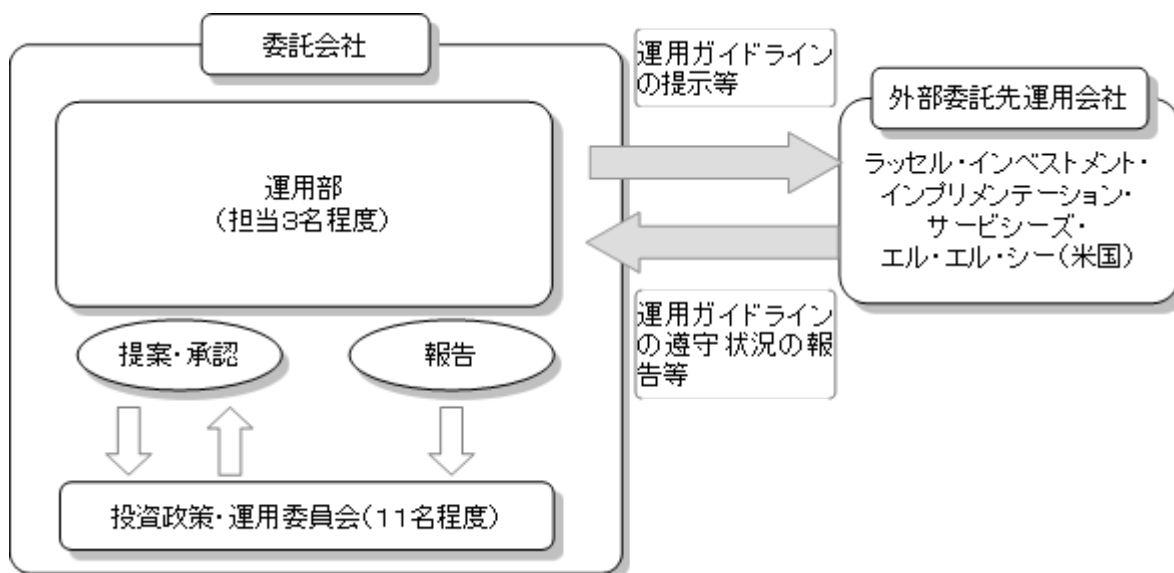 委託会社
運用部
（担当3名程度）
提案・承認
報告
投資政策・運用委員会（11名程度）
運用ガイドライン
の提示等
運用ガイドライン
の遵守状況の報
告等
外部委託先運用会社
ラッセル・インベストメント・
インプリメンテーション・
サービシーズ・
エル・エル・シー（米国）